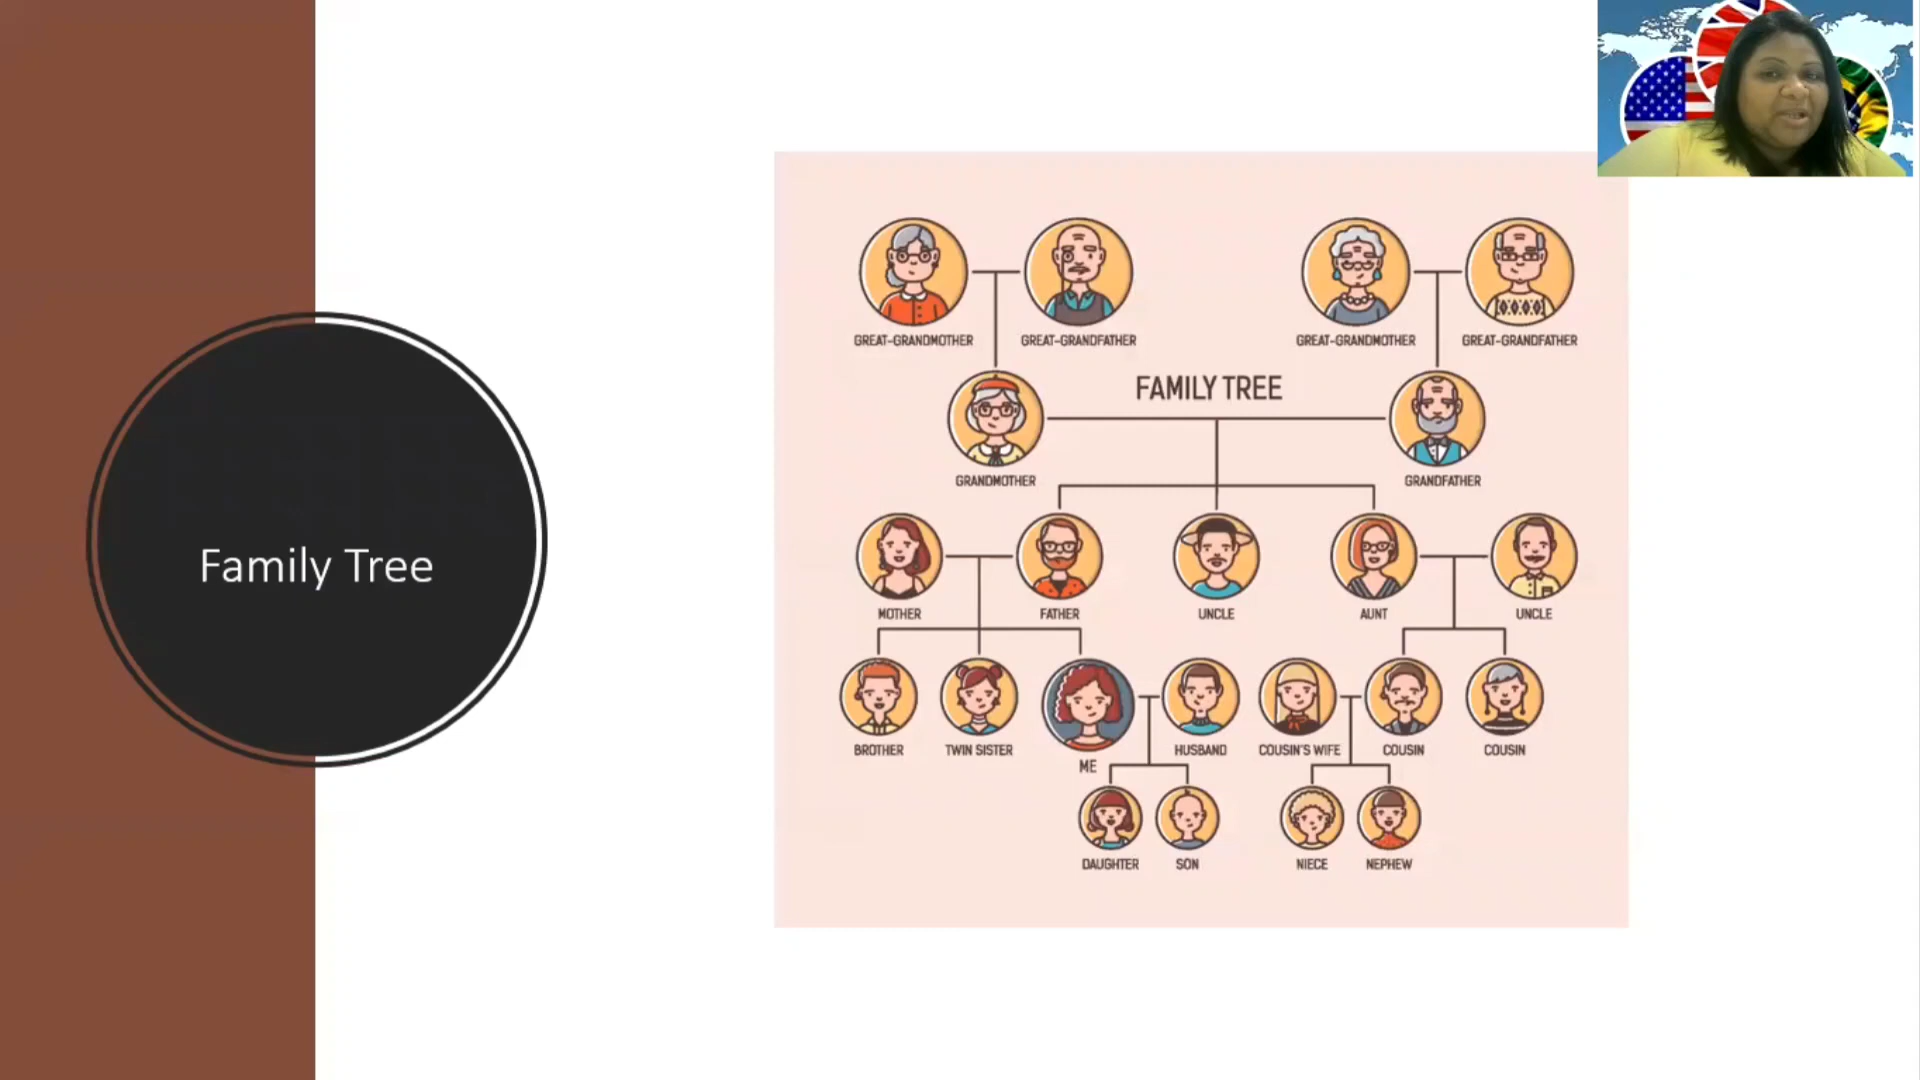 Family Tree
GREAT-GRANDMOTHER
GREAT-GRANDFATHER
GREAT-GRANDMOTHER
GREAT-GRANDFATHER
FAMILY TREE
GRANDMOTHER
GRANDFATHER
MOTHER
FATHER
UNCLE
AUNT
UNCLE
BROTHER
TWIN SISTER
ME
HUSBAND
COUSIN'S WIFE
COUSIN
COUSIN
DAUGHTER
SON
NIECE
NEPHEW